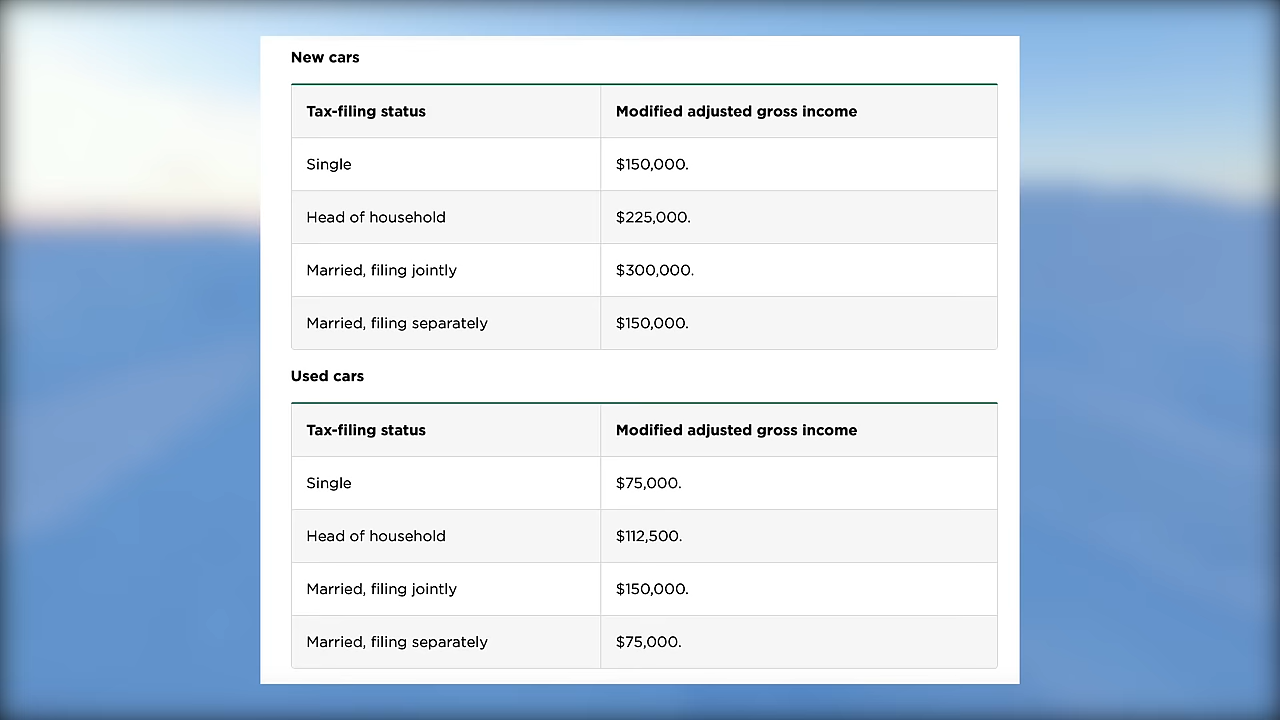 New cars
Tax-filing status Modified adjusted gross income
Single $150,000.
Head of household $225,000.
Married, filing jointly $300,000.
Married, filing separately $150,000.
Used cars
Tax-filing status Modified adjusted gross income
Single $75,000.
Head of household $112,500.
Married, filing jointly $150,000.
Married, filing separately $75,000.